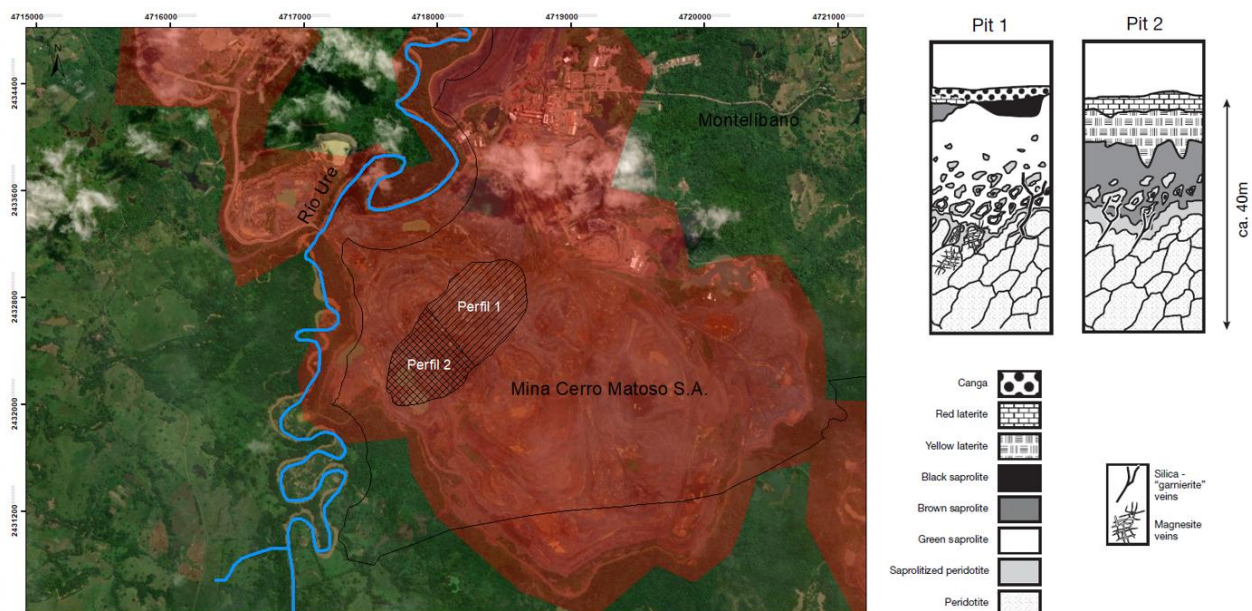 4715000 4716000 4717000 4718000 4719000 4720000 4721000
N
2434400
2433600
2432800
2432000
2431200
Montelibano
Río Ure
Perfil 1
Perfil 2
Mina Cerro Matoso S.A.
Pit 1
Pit 2
ca. 40m
Canga
Red laterite
Yellow laterite
Black saprolite
Brown saprolite
Green saprolite
Saprolitized peridotite
Peridotite
Silica -
"garnierite"
veins
Magnesite
veins